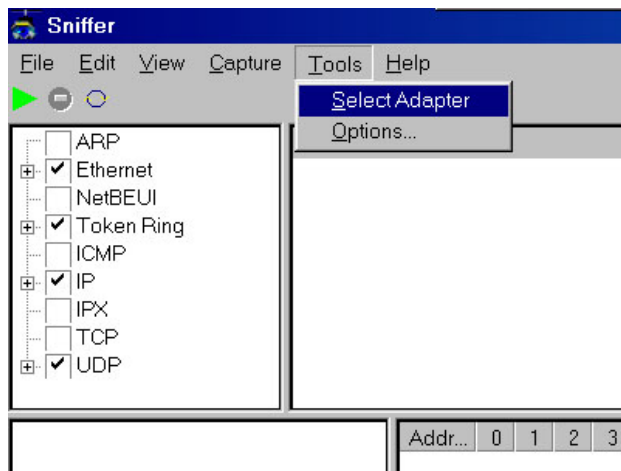 Sniffer
File Edit View Capture Tools Help
Select Adapter
Options...
ARP
Ethernet
NetBEUI
Token Ring
ICMP
IP
IPX
TCP
UDP
Addr... 0 1 2 3